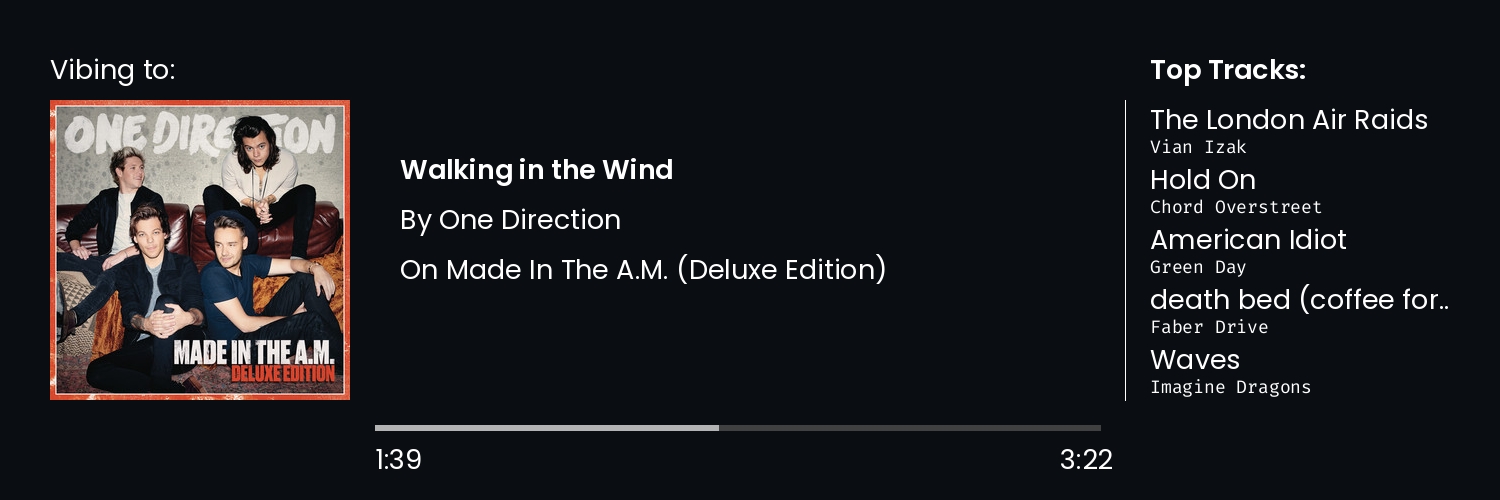 Vibing to:
ONE DIRECTION
MADE IN THE A.M.
DELUXE EDITION
Walking in the Wind
By One Direction
On Made In The A.M. (Deluxe Edition)
1:39
3:22
Top Tracks:
The London Air Raids
Vian Izak
Hold On
Chord Overstreet
American Idiot
Green Day
death bed (coffee for..
Faber Drive
Waves
Imagine Dragons